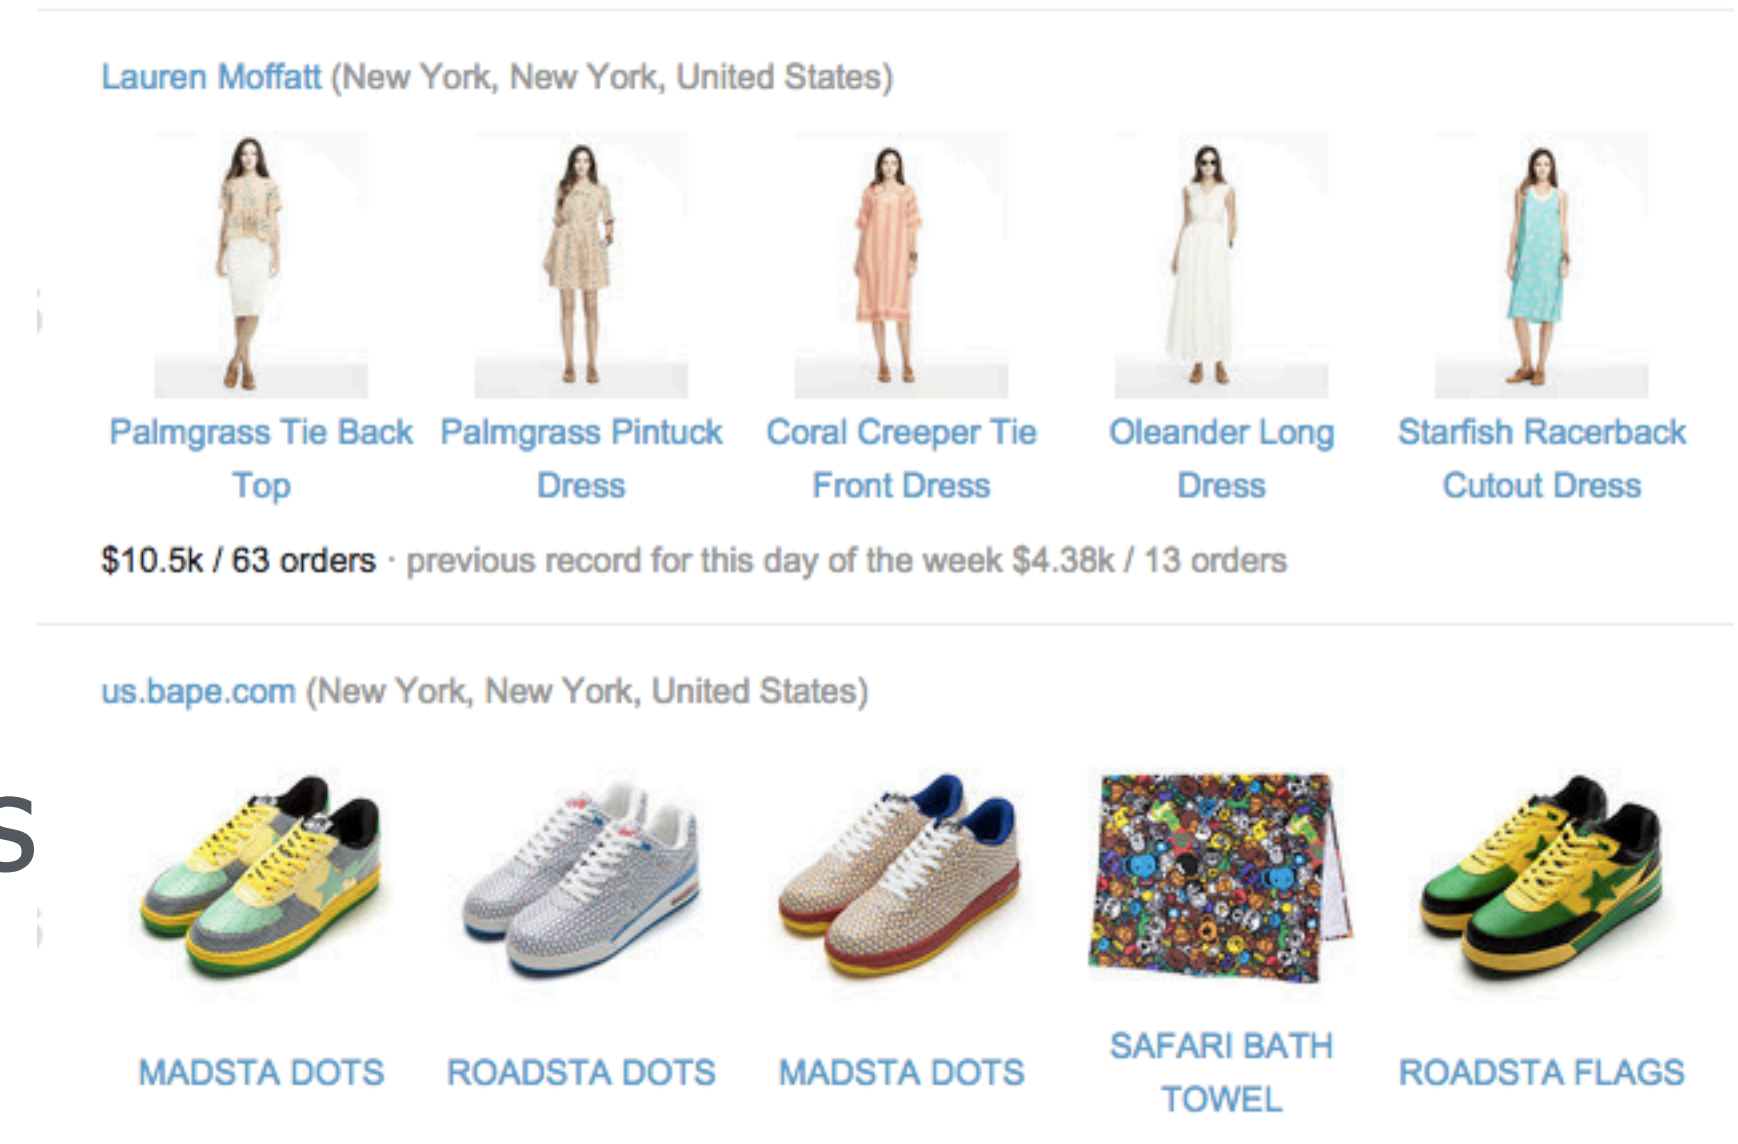 Lauren Moffatt (New York, New York, United States)
Palmgrass Tie Back Top
Palmgrass Pintuck Dress
Coral Creeper Tie Front Dress
Oleander Long Dress
Starfish Racerback Cutout Dress
$10.5k / 63 orders · previous record for this day of the week $4.38k / 13 orders
us.bape.com (New York, New York, United States)
s
MADSTA DOTS
ROADSTA DOTS
MADSTA DOTS
SAFARI BATH TOWEL
ROADSTA FLAGS